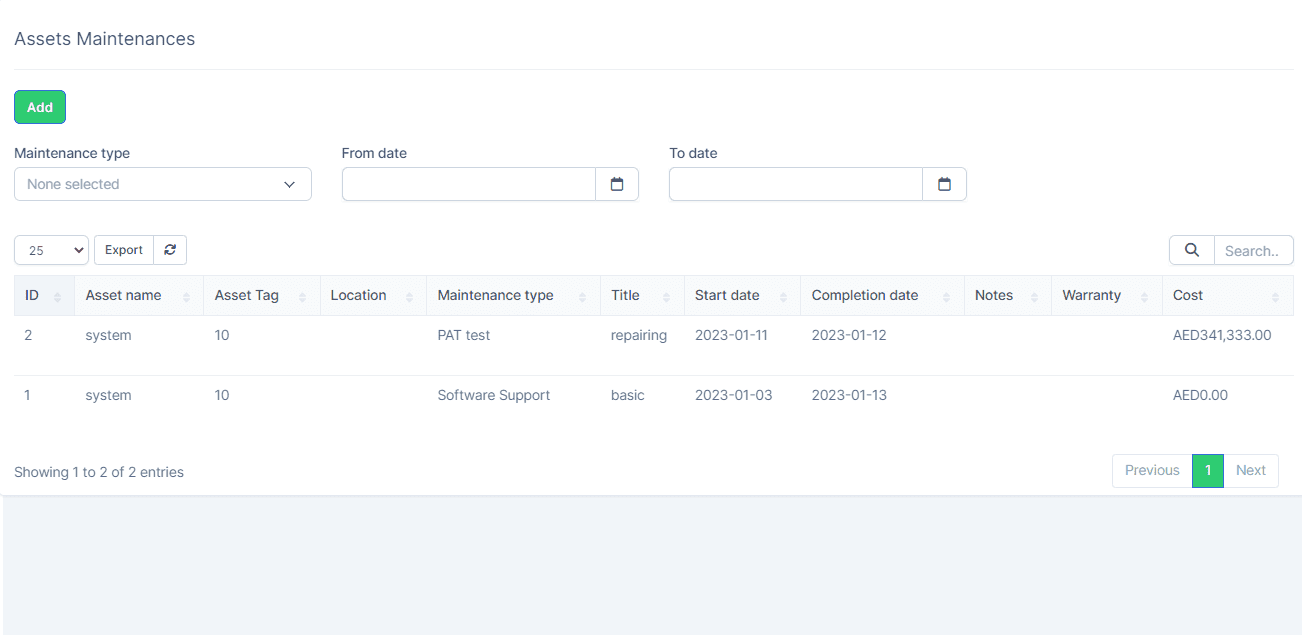 Assets Maintenances
Add
Maintenance type From date To date
None selected
25 Export Search..
ID Asset name Asset Tag Location Maintenance type Title Start date Completion date Notes Warranty Cost
2 system 10 PAT test repairing 2023-01-11 2023-01-12 AED341,333.00
1 system 10 Software Support basic 2023-01-03 2023-01-13 AED0.00
Showing 1 to 2 of 2 entries Previous 1 Next